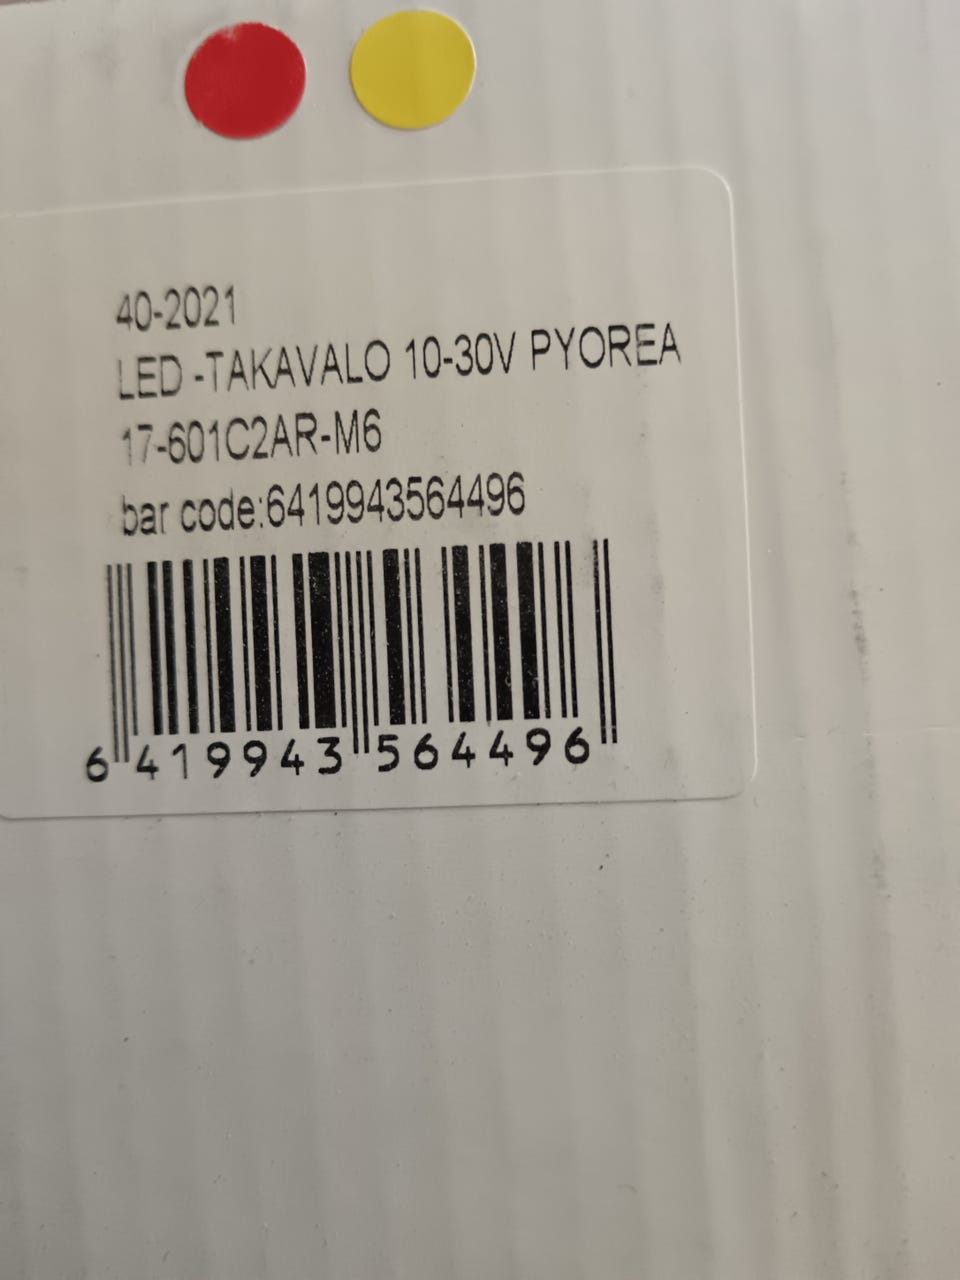 40-2021
LED -TAKAVALO 10-30V PYOREA
17-601C2AR-M6
bar code:6419943564496
6 419943 564496